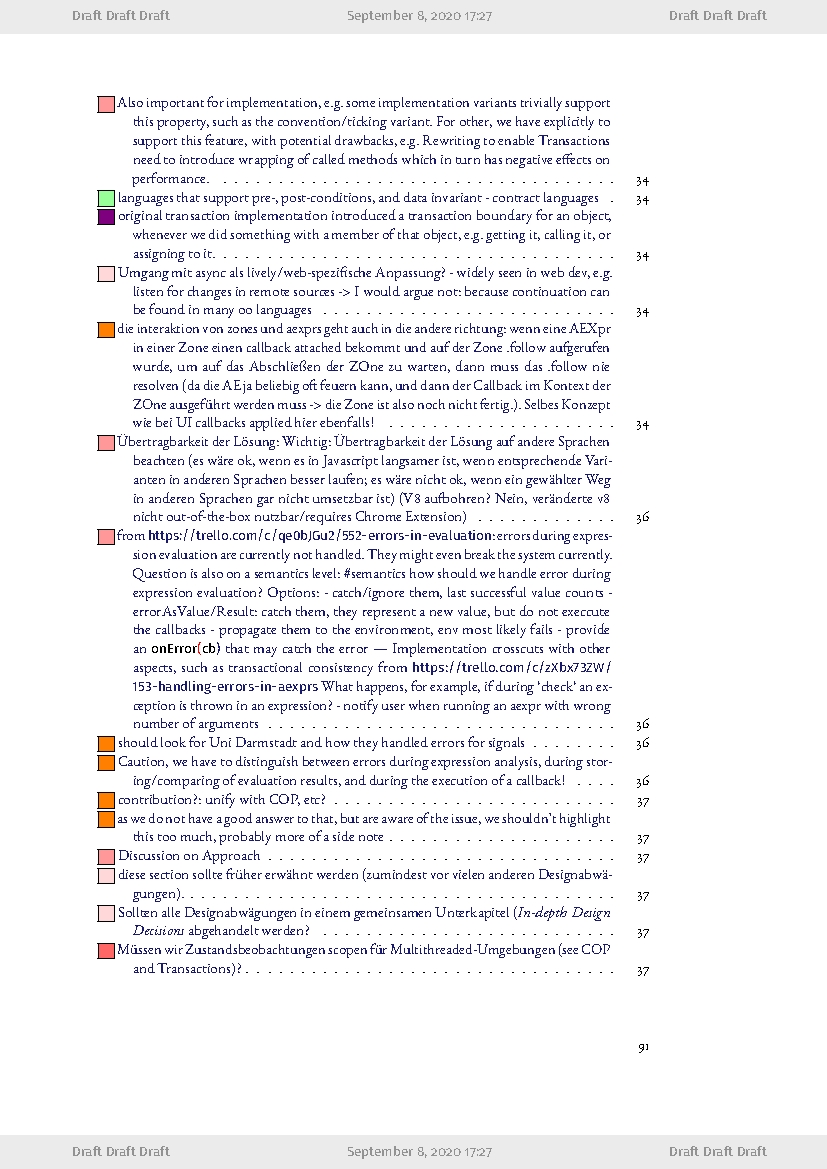 Draft Draft Draft September 8, 2020 17:27 Draft Draft Draft
Also important for implementation, e.g. some implementation variants trivially support
this property, such as the convention/ticking variant. For other, we have explicitly to
support this feature, with potential drawbacks, e.g. Rewriting to enable Transactions
need to introduce wrapping of called methods which in turn has negative effects on
performance. . . . . . . . . . . . . . . . . . . . . . . . . . . . . . . . . . . . . . 34
languages that support pre-, post-conditions, and data invariant - contract languages . 34
original transaction implementation introduced a transaction boundary for an object,
whenever we did something with a member of that object, e.g. getting it, calling it, or
assigning to it. . . . . . . . . . . . . . . . . . . . . . . . . . . . . . . . . . . . . 34
Umgang mit async als lively/web-spezifische Anpassung? - widely seen in web dev, e.g.
listen for changes in remote sources -> I would argue not: because continuation can
be found in many oo languages . . . . . . . . . . . . . . . . . . . . . . . . . . . 34
die interaktion von zones und aexprs geht auch in die andere richtung: wenn eine AEXpr
in einer Zone einen callback attached bekommt und auf der Zone .follow aufgerufen
wurde, um auf das Abschließen der ZOne zu warten, dann muss das .follow nie
resolven (da die AE ja beliebig oft feuern kann, und dann der Callback im Kontext der
ZOne ausgeführt werden muss -> die Zone ist also noch nicht fertig.). Selbes Konzept
wie bei UI callbacks applied hier ebenfalls! . . . . . . . . . . . . . . . . . . . . . 34
Übertragbarkeit der Lösung: Wichtig: Übertragbarkeit der Lösung auf andere Sprachen
beachten (es wäre ok, wenn es in Javascript langsamer ist, wenn entsprechende Vari-
anten in anderen Sprachen besser laufen; es wäre nicht ok, wenn ein gewählter Weg
in anderen Sprachen gar nicht umsetzbar ist) (V8 aufbohren? Nein, veränderte v8
nicht out-of-the-box nutzbar/requires Chrome Extension) . . . . . . . . . . . . . 36
from https://trello.com/c/qe0bJGu2/552-errors-in-evaluation: errors during expres-
sion evaluation are currently not handled. They might even break the system currently.
Question is also on a semantics level: #semantics how should we handle error during
expression evaluation? Options: - catch/ignore them, last successful value counts -
errorAsValue/Result: catch them, they represent a new value, but do not execcute
the callbacks - propagate them to the environment, env most likely fails - provide
an onError(cb) that may catch the error — Implementation crosscuts with other
aspects, such as transactional consistency from https://trello.com/c/zXbx73ZW/
153-handling-errors-in-aexprs What happens, for example, if during ‘check‘ an ex-
ception is thrown in an expression? - notify user when running an aexpr with wrong
number of arguments . . . . . . . . . . . . . . . . . . . . . . . . . . . . . . . . 36
should look for Uni Darmstadt and how they handled errors for signals . . . . . . . . 36
Caution, we have to distinguish between errors during expression analysis, during stor-
ing/comparing of evaluation results, and during the execution of a callback! . . . . 36
contribution?: unify with COP, etc? . . . . . . . . . . . . . . . . . . . . . . . . . . 37
as we do not have a good answer to that, but are aware of the issue, we shouldn't highlight
this too much, probably more of a side note . . . . . . . . . . . . . . . . . . . . . 37
Discussion on Approach . . . . . . . . . . . . . . . . . . . . . . . . . . . . . . . . 37
diese section sollte früher erwähnt werden (zumindest vor vielen anderen Designabwä-
gungen). . . . . . . . . . . . . . . . . . . . . . . . . . . . . . . . . . . . . . . . 37
Sollten alle Designabwägungen in einem gemeinsamen Unterkapitel (In-depth Design
Decisions abgehandelt werden? . . . . . . . . . . . . . . . . . . . . . . . . . . . 37
Müssen wir Zustandsbeobachtungen scopen für Multithreaded-Umgebungen (see COP
and Transactions)? . . . . . . . . . . . . . . . . . . . . . . . . . . . . . . . . . . 37
91
Draft Draft Draft September 8, 2020 17:27 Draft Draft Draft